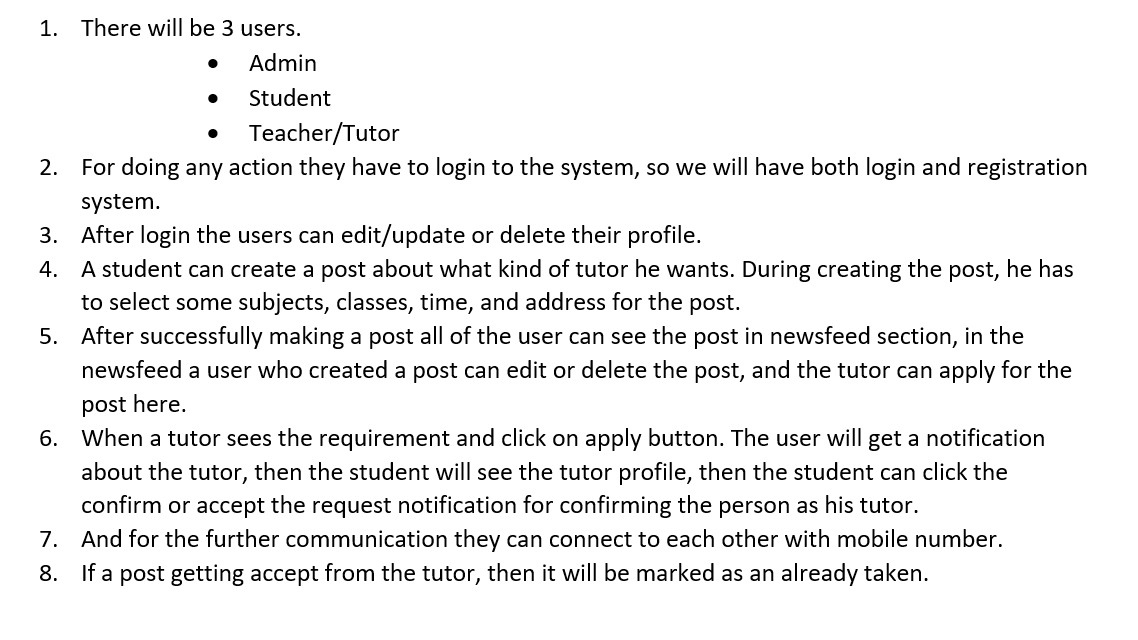 1. There will be 3 users.
• Admin
• Student
• Teacher/Tutor
2. For doing any action they have to login to the system, so we will have both login and registration
system.
3. After login the users can edit/update or delete their profile.
4. A student can create a post about what kind of tutor he wants. During creating the post, he has
to select some subjects, classes, time, and address for the post.
5. After successfully making a post all of the user can see the post in newsfeed section, in the
newsfeed a user who created a post can edit or delete the post, and the tutor can apply for the
post here.
6. When a tutor sees the requirement and click on apply button. The user will get a notification
about the tutor, then the student will see the tutor profile, then the student can click the
confirm or accept the request notification for confirming the person as his tutor.
7. And for the further communication they can connect to each other with mobile number.
8. If a post getting accept from the tutor, then it will be marked as an already taken.